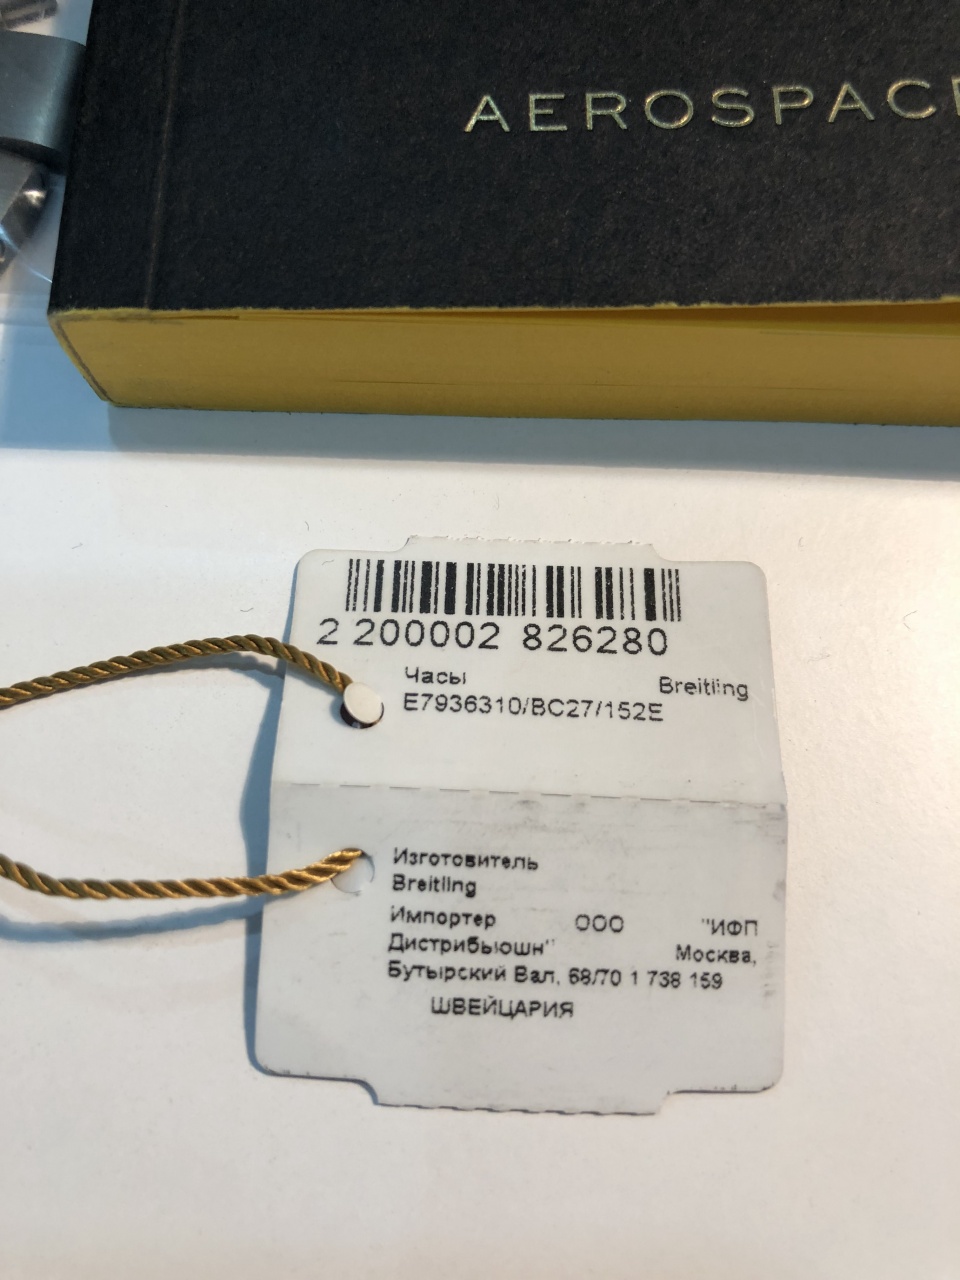 AEROSPACE
2 200002 826280
Часы Breitling
E7936310/BC27/152E
Изготовитель
Breitling
Импортер ООО "ИФП
Дистрибьюшн" Москва,
Бутырский Вал, 68/70 1 738 159
ШВЕЙЦАРИЯ